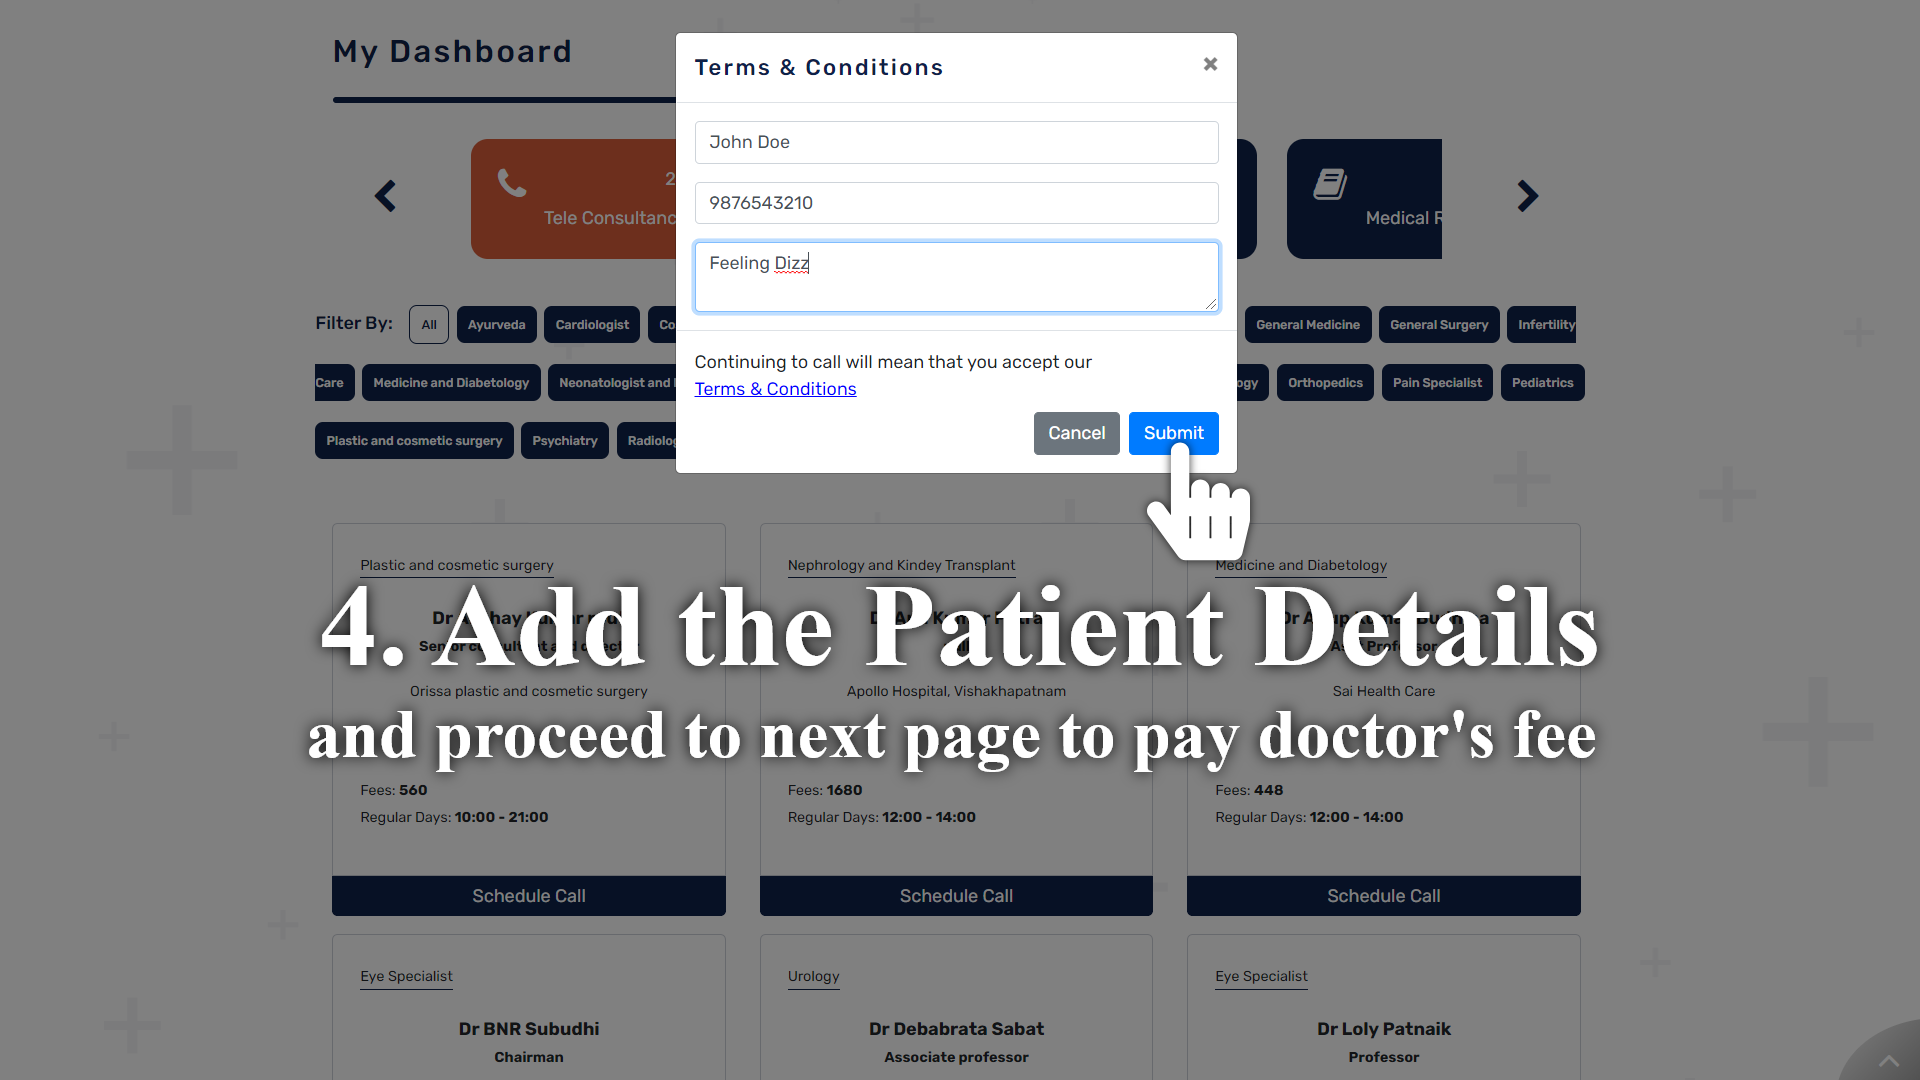 My Dashboard
Terms & Conditions
×
John Doe
9876543210
Feeling Dizz
2
Tele Consultanc
Medical R
Filter By: All Ayurveda Cardiologist Co General Medicine General Surgery Infertility
Care Medicine and Diabetology Neonatologist and ogy Orthopedics Pain Specialist Pediatrics
Plastic and cosmetic surgery Psychiatry Radiolog
Continuing to call will mean that you accept our
Terms & Conditions
Cancel Submit
Plastic and cosmetic surgery Nephrology and Kindey Transplant Medicine and Diabetology
4. Add the Patient Details
Orissa plastic and cosmetic surgery Apollo Hospital, Vishakhapatnam Sai Health Care
and proceed to next page to pay doctor's fee
Fees: 560 Fees: 1680 Fees: 448
Regular Days: 10:00 - 21:00 Regular Days: 12:00 - 14:00 Regular Days: 12:00 - 14:00
Schedule Call Schedule Call Schedule Call
Eye Specialist Urology Eye Specialist
Dr BNR Subudhi Dr Debabrata Sabat Dr Loly Patnaik
Chairman Associate professor Professor